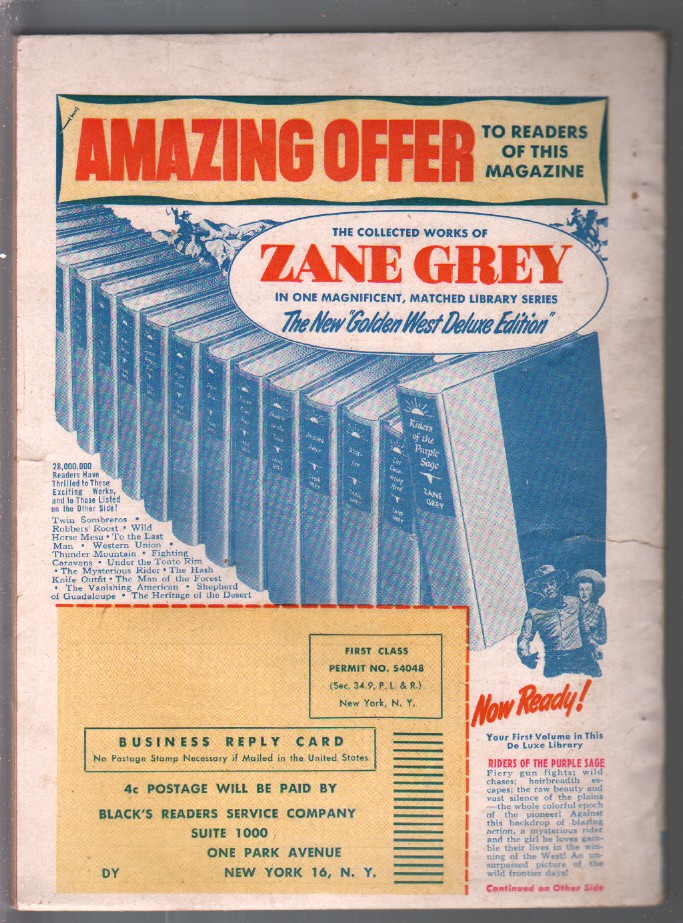 AMAZING OFFER
TO READERS
OF THIS
MAGAZINE
THE COLLECTED WORKS OF
ZANE GREY
IN ONE MAGNIFICENT, MATCHED LIBRARY SERIES
The New "Golden West Deluxe Edition"
Riders
of the
Purple
Sage
ZANE
GREY
28,000,000
Readers Have
Thrilled to These
Exciting Works,
and to Those Listed
on the Other Side!
Twin Sombreros •
Robbers' Roost • Wild
Horse Mesa • To the Last
Man • Western Union •
Thunder Mountain • Fighting
Caravans • Under the Tonto Rim
• The Mysterious Rider • The Hash
Knife Outfit • The Man of the Forest
• The Vanishing American • Shepherd
of Guadaloupe • The Heritage of the Desert
FIRST CLASS
PERMIT NO. 54048
(Sec. 34.9, P. L. & R.)
New York, N. Y.
BUSINESS REPLY CARD
No Postage Stamp Necessary if Mailed in the United States
4c POSTAGE WILL BE PAID BY
BLACK'S READERS SERVICE COMPANY
SUITE 1000
ONE PARK AVENUE
DY NEW YORK 16, N. Y.
Now Ready!
Your First Volume in This
De Luxe Library
RIDERS OF THE PURPLE SAGE
Fiery gun fights; wild
chases; hairbreadth es-
capes; the raw beauty and
vast silence of the plains
—the whole colorful epoch
of the pioneer! Against
this backdrop of blazing
action, a mysterious rider
and the girl he loves gam-
ble their lives in the win-
ning of the West! An un-
surpassed picture of the
wild frontier days!
Continued on Other Side